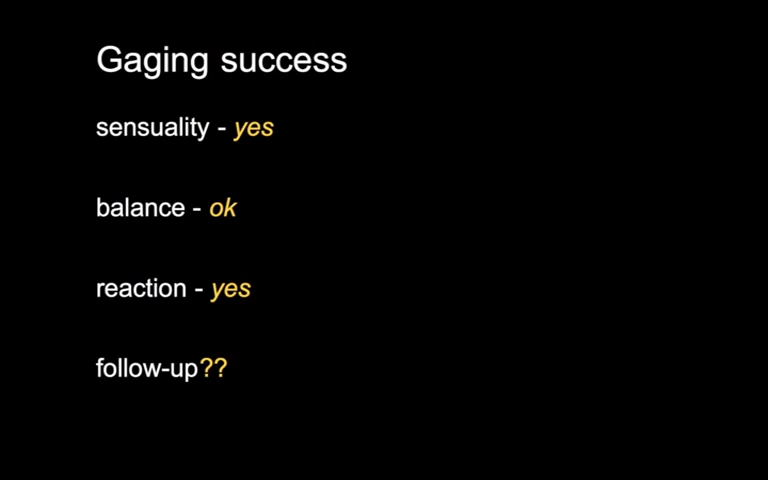 Gaging success
sensuality - yes
balance - ok
reaction - yes
follow-up??